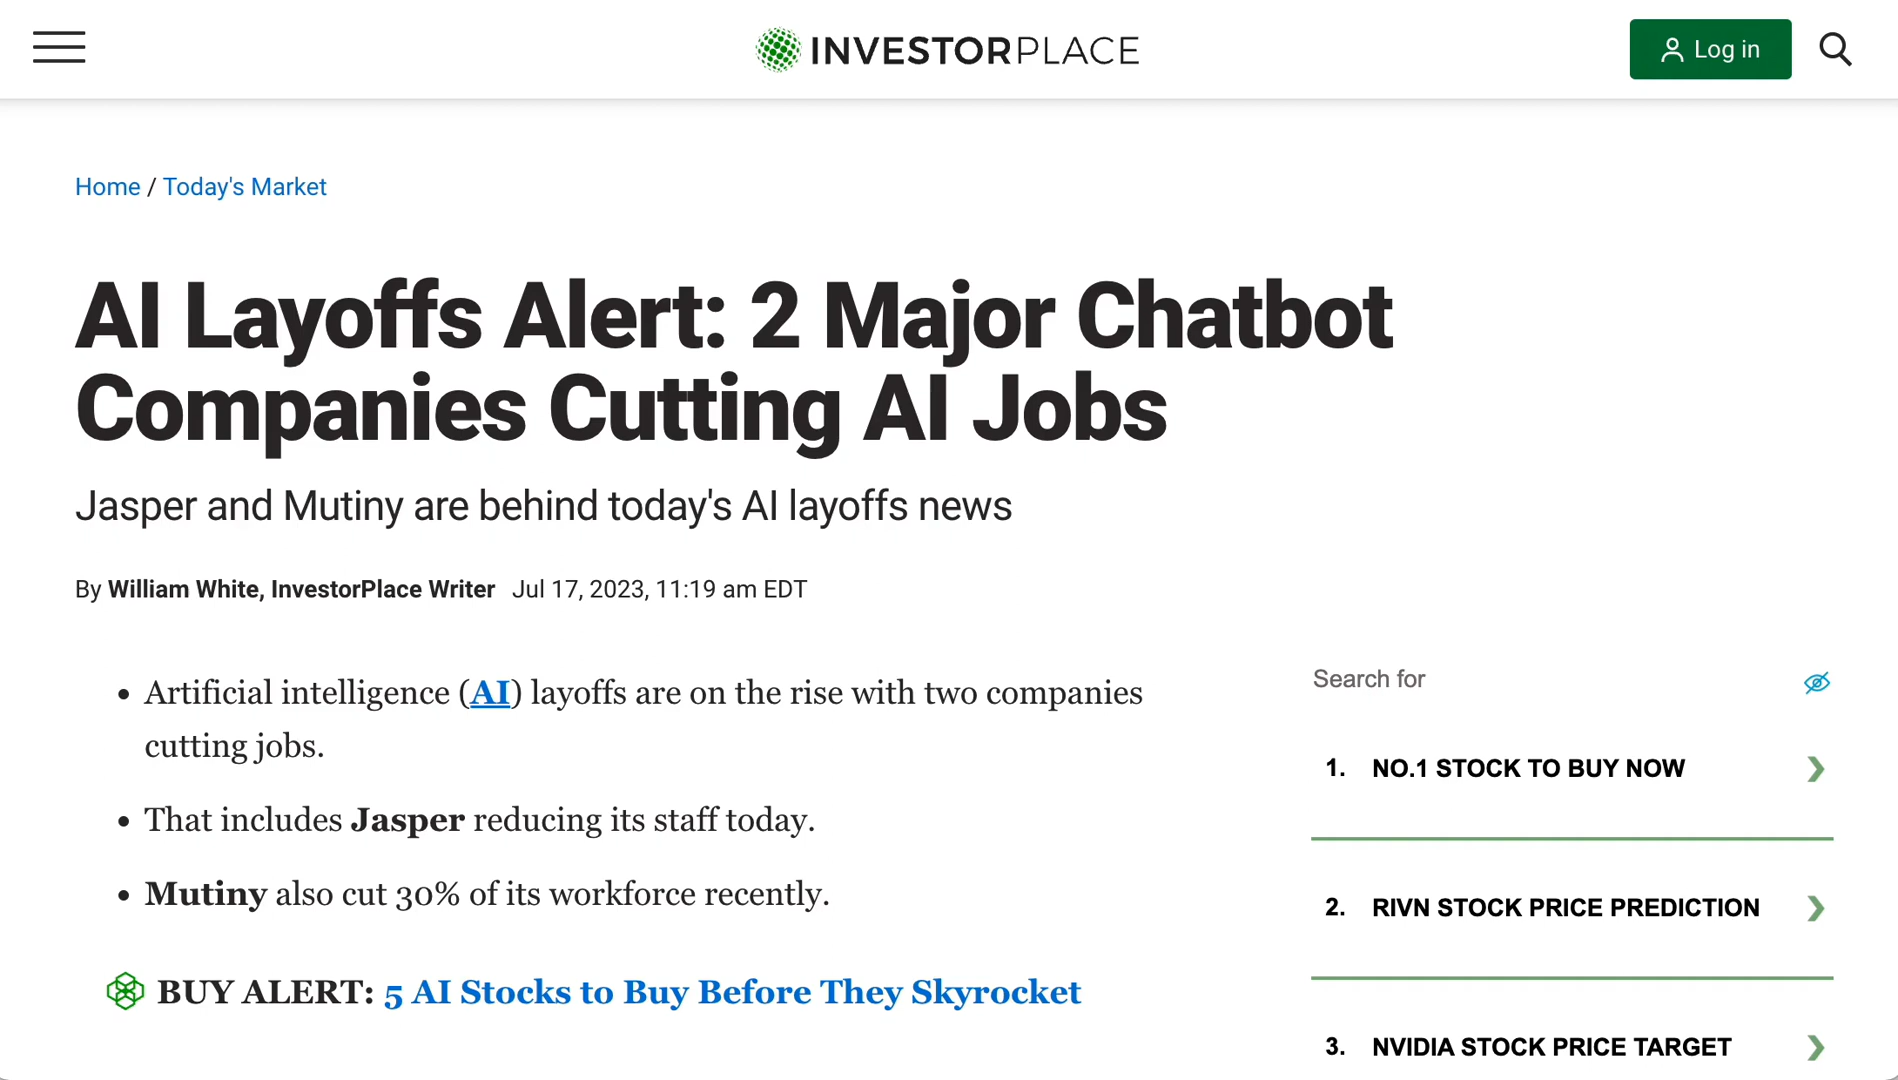 INVESTORPLACE
Log in
Home / Today's Market
AI Layoffs Alert: 2 Major Chatbot
Companies Cutting AI Jobs
Jasper and Mutiny are behind today's AI layoffs news
By William White, InvestorPlace Writer Jul 17, 2023, 11:19 am EDT
• Artificial intelligence (AI) layoffs are on the rise with two companies
cutting jobs.
• That includes Jasper reducing its staff today.
• Mutiny also cut 30% of its workforce recently.
BUY ALERT: 5 AI Stocks to Buy Before They Skyrocket
Search for
1. NO.1 STOCK TO BUY NOW
2. RIVN STOCK PRICE PREDICTION
3. NVIDIA STOCK PRICE TARGET